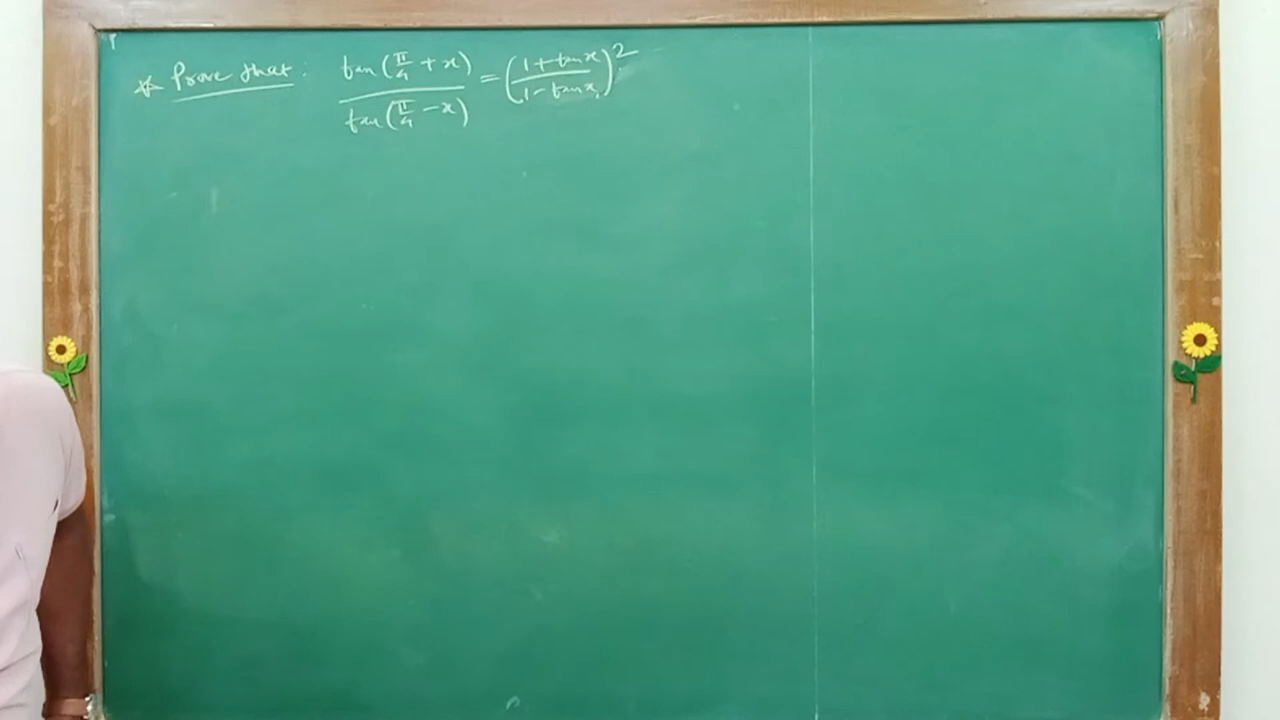 * Prove that: tan(π/4 + x) / tan(π/4 - x) = ((1 + tan x) / (1 - tan x))^2